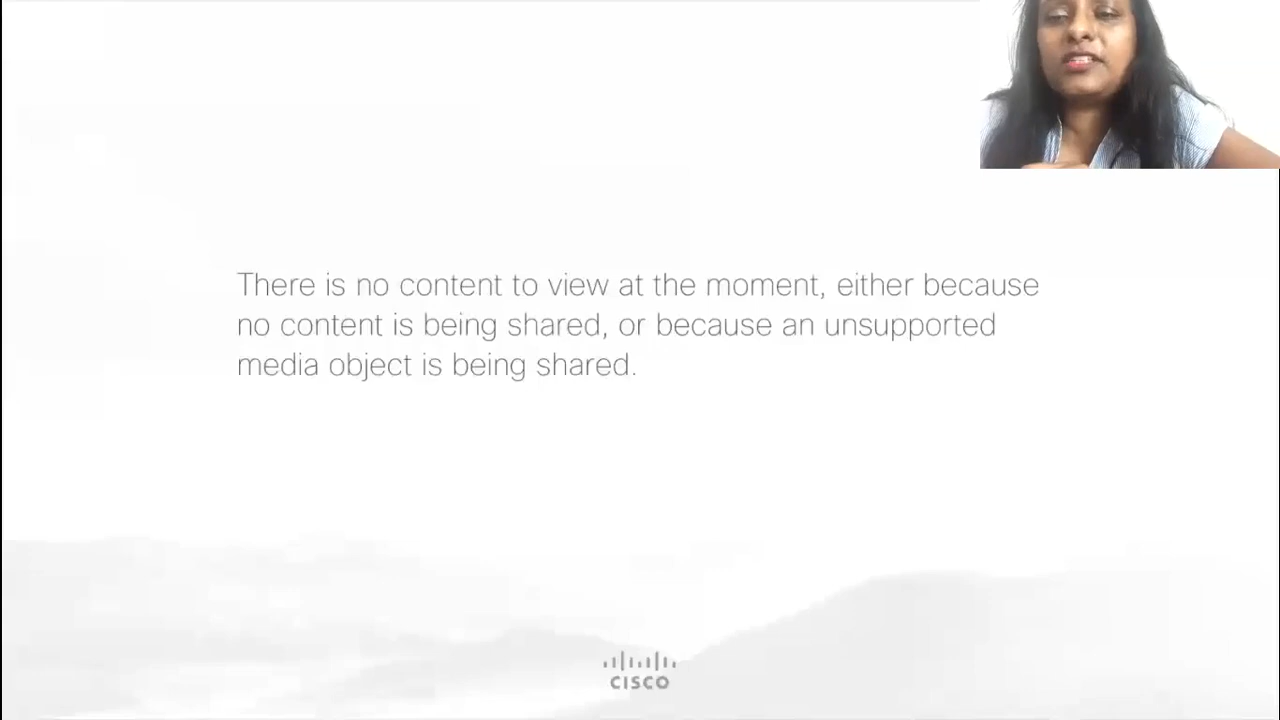 There is no content to view at the moment, either because
no content is being shared, or because an unsupported
media object is being shared.
CISCO